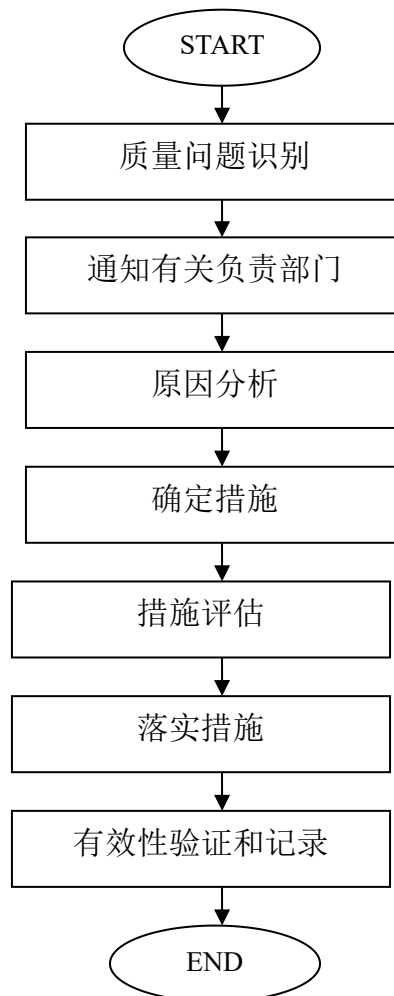 START
质量问题识别
通知有关负责部门
原因分析
确定措施
措施评估
落实措施
有效性验证和记录
END